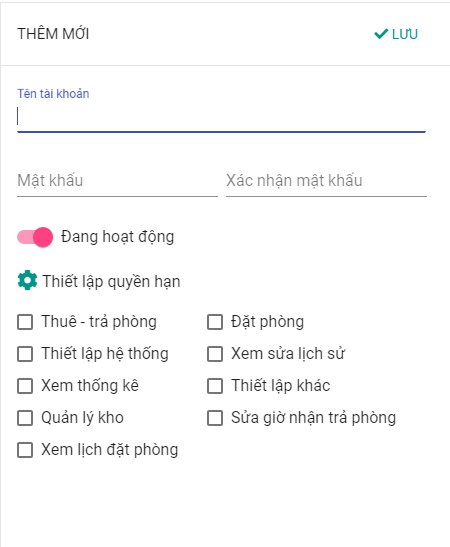 THÊM MỚI LƯU
Tên tài khoản
Mật khẩu Xác nhận mật khẩu
Đang hoạt động
Thiết lập quyền hạn
Thuê - trả phòng Đặt phòng
Thiết lập hệ thống Xem sửa lịch sử
Xem thống kê Thiết lập khác
Quản lý kho Sửa giờ nhận trả phòng
Xem lịch đặt phòng